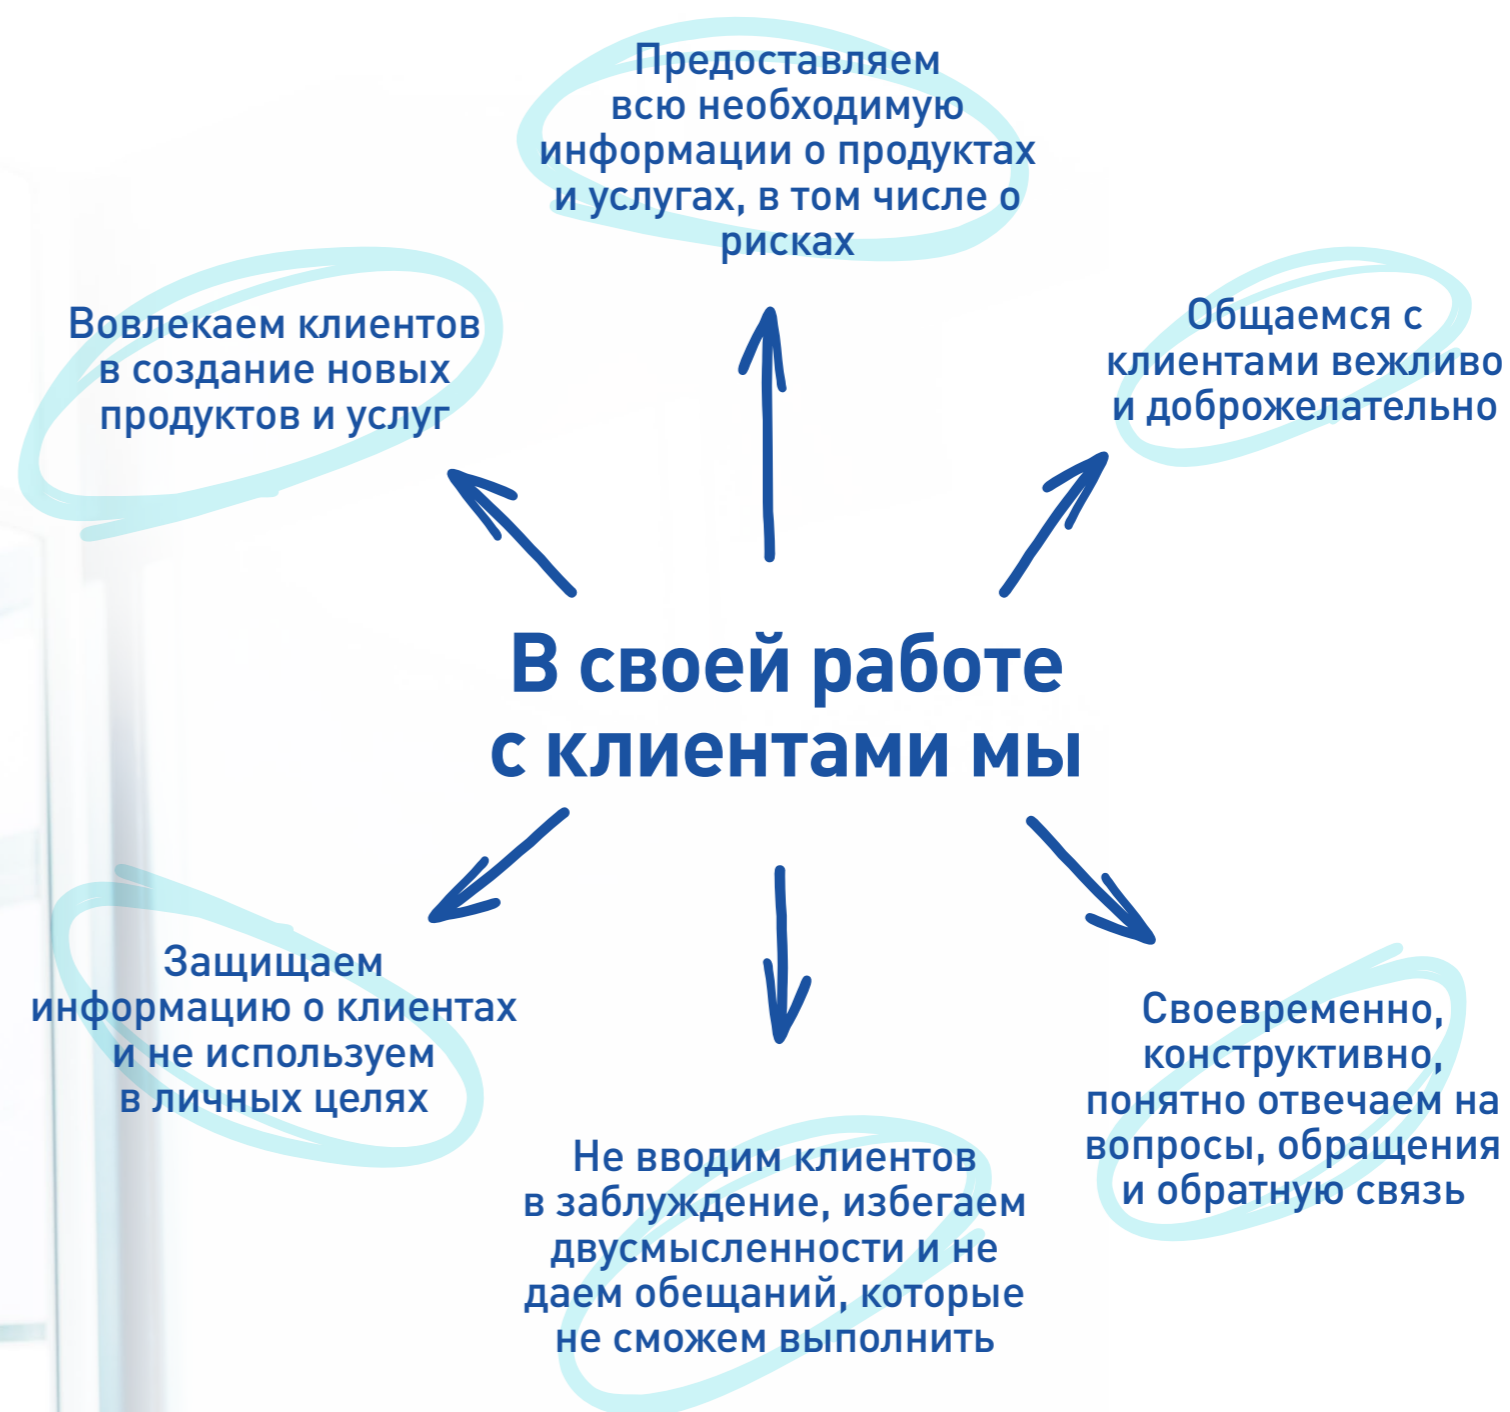 Предоставляем
всю необходимую
информации о продуктах
и услугах, в том числе о
рисках
Вовлекаем клиентов
в создание новых
продуктов и услуг
Общаемся с
клиентами вежливо
и доброжелательно
В своей работе
с клиентами мы
Защищаем
информацию о клиентах
и не используем
в личных целях
Не вводим клиентов
в заблуждение, избегаем
двусмысленности и не
даем обещаний, которые
не сможем выполнить
Своевременно,
конструктивно,
понятно отвечаем на
вопросы, обращения
и обратную связь